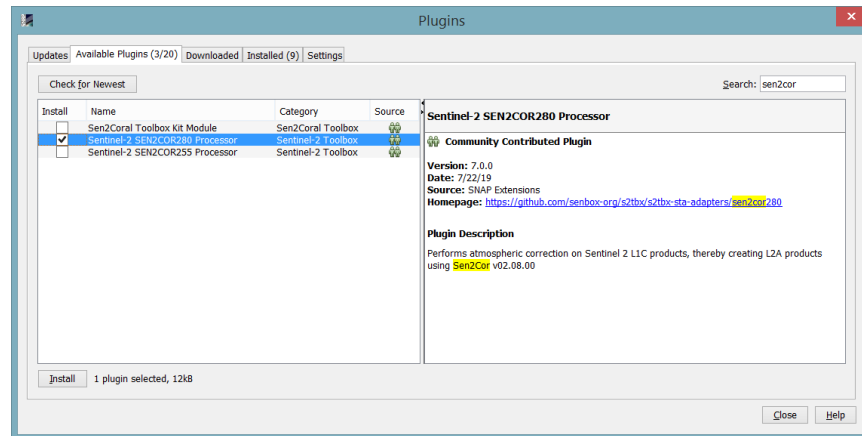 Plugins
Updates Available Plugins (3/20) Downloaded Installed (9) Settings
Check for Newest
Search: sen2cor
Install Name Category Source
Sen2Coral Toolbox Kit Module Sen2Coral Toolbox
Sentinel-2 SEN2COR280 Processor Sentinel-2 Toolbox
Sentinel-2 SEN2COR255 Processor Sentinel-2 Toolbox
Sentinel-2 SEN2COR280 Processor
Community Contributed Plugin
Version: 7.0.0
Date: 7/22/19
Source: SNAP Extensions
Homepage: https://github.com/senbox-org/s2tbx/s2tbx-sta-adapters/sen2cor280
Plugin Description
Performs atmospheric correction on Sentinel 2 L1C products, thereby creating L2A products
using Sen2Cor v02.08.00
Install 1 plugin selected, 12kB
Close Help